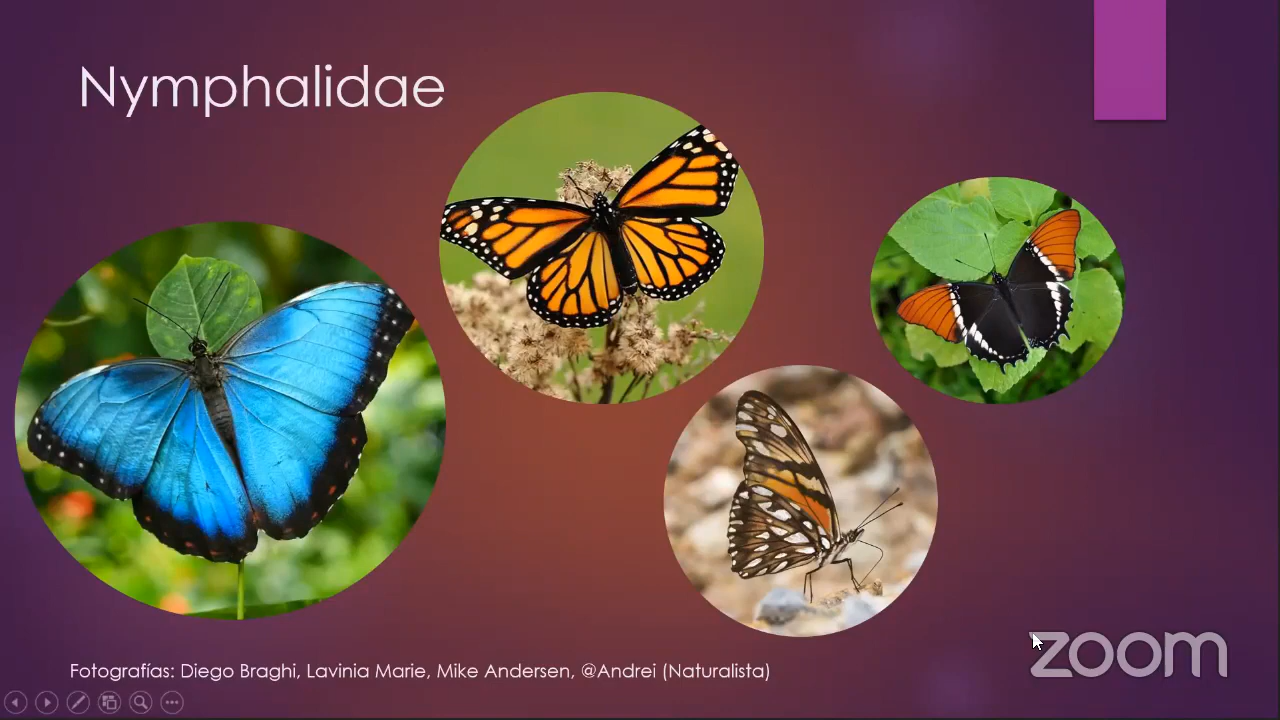 Nymphalidae
Fotografías: Diego Braghi, Lavinia Marie, Mike Andersen, @Andrei (Naturalista)
zoom